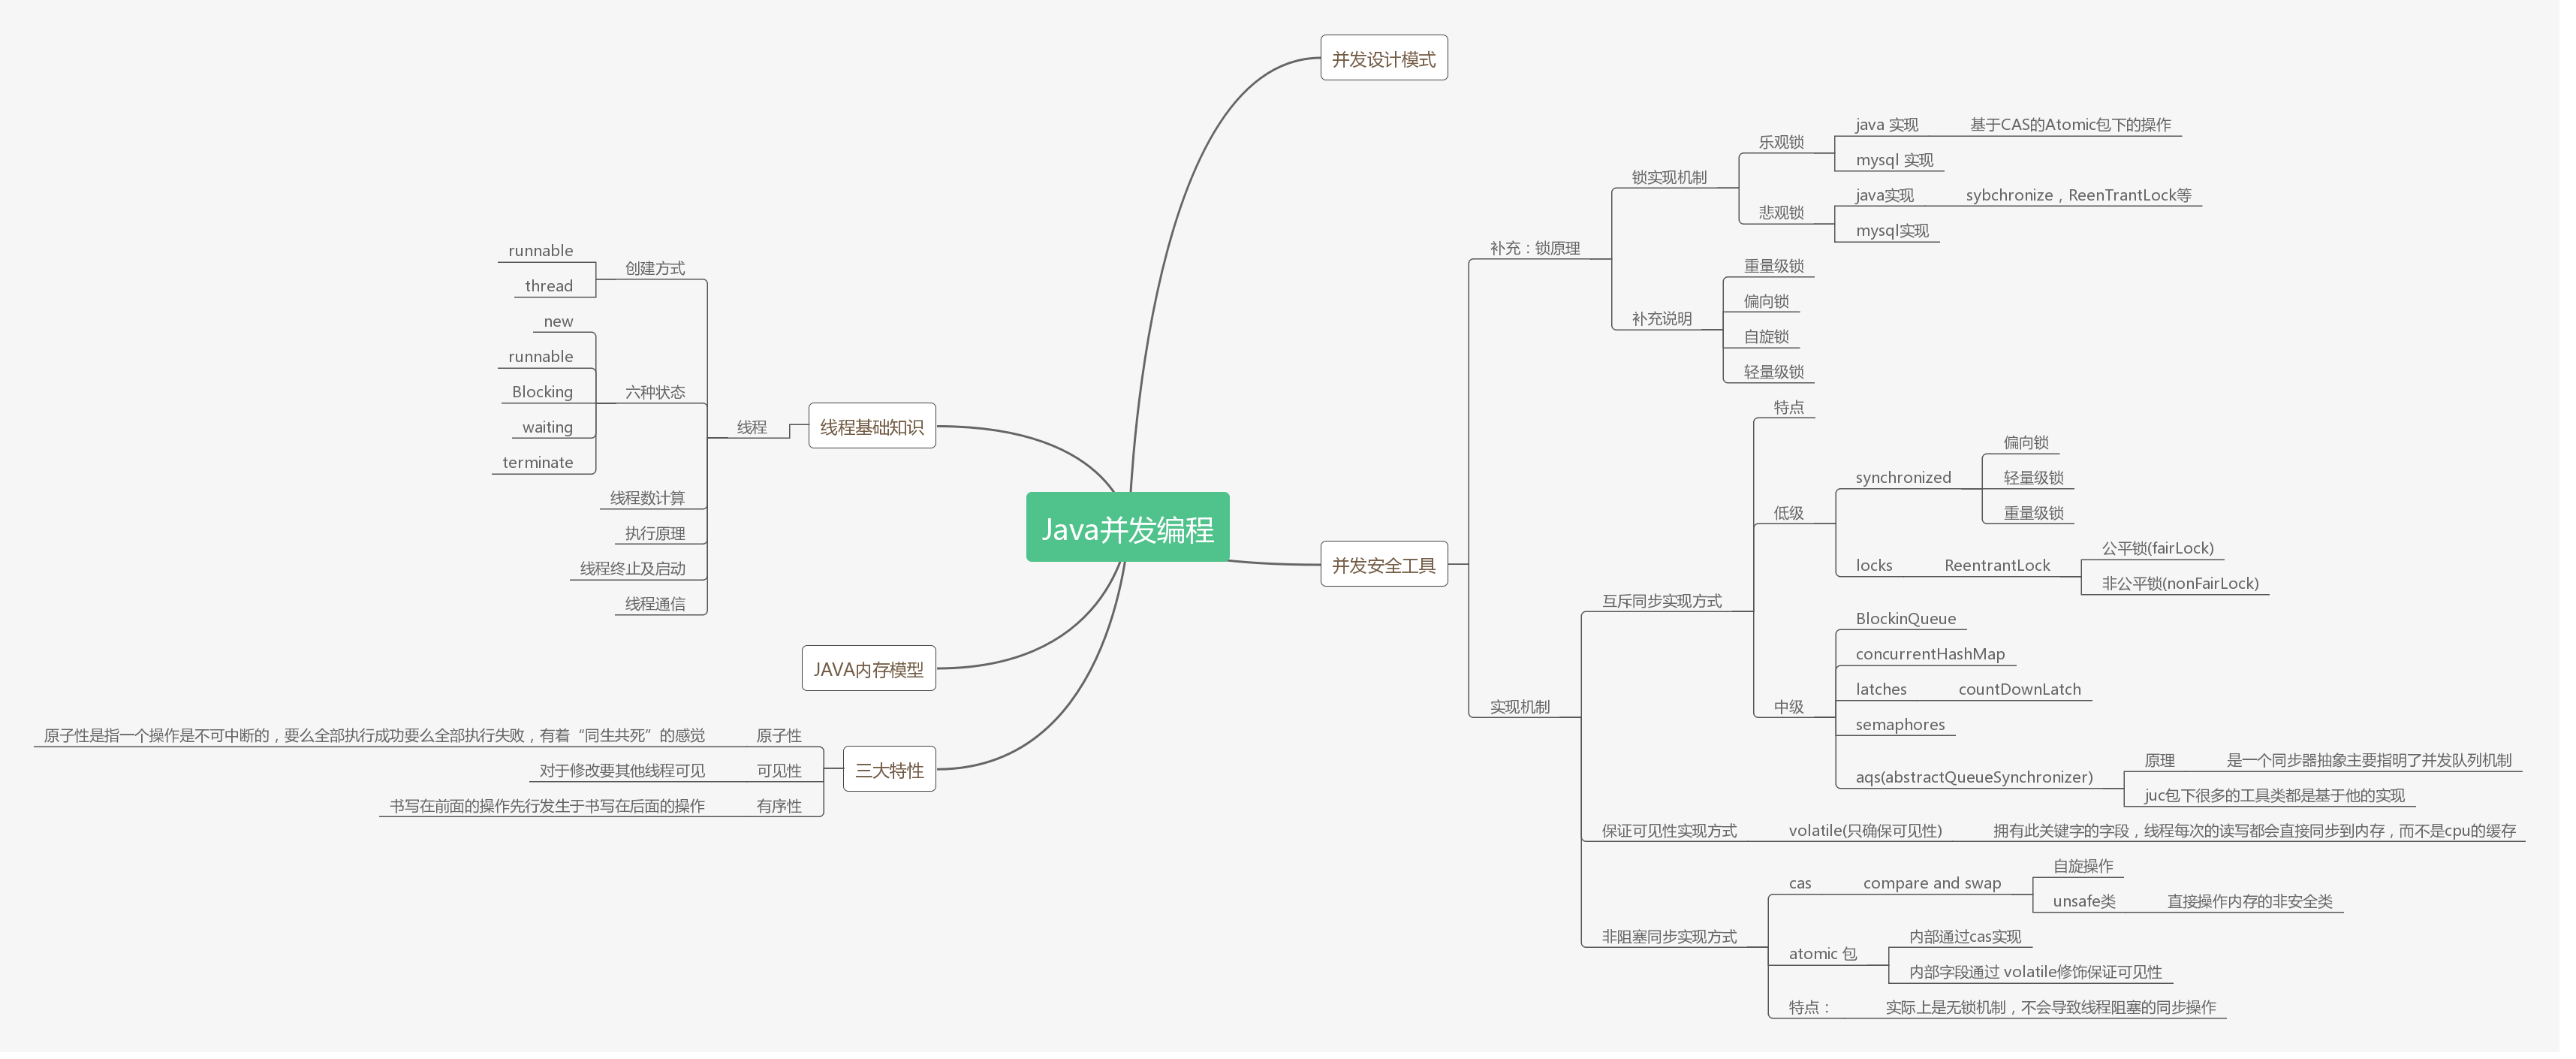 Java并发编程
并发设计模式
并发安全工具
补充：锁原理
锁实现机制
乐观锁
java 实现
基于CAS的Atomic包下的操作
mysql 实现
悲观锁
java实现
sybchronize，ReenTrantLock等
mysql实现
补充说明
重量级锁
偏向锁
自旋锁
轻量级锁
实现机制
互斥同步实现方式
特点
低级
synchronized
偏向锁
轻量级锁
重量级锁
locks
ReentrantLock
公平锁(fairLock)
非公平锁(nonFairLock)
中级
BlockinQueue
concurrentHashMap
latches
countDownLatch
semaphores
aqs(abstractQueueSynchronizer)
原理
是一个同步器抽象主要指明了并发队列机制
juc包下很多的工具类都是基于他的实现
保证可见性实现方式
volatile(只确保可见性)
拥有此关键字的字段，线程每次的读写都会直接同步到内存，而不是cpu的缓存
非阻塞同步实现方式
cas
compare and swap
自旋操作
unsafe类
直接操作内存的非安全类
atomic 包
内部通过cas实现
内部字段通过 volatile修饰保证可见性
特点：
实际上是无锁机制，不会导致线程阻塞的同步操作
线程基础知识
线程
创建方式
runnable
thread
六种状态
new
runnable
Blocking
waiting
terminate
线程数计算
执行原理
线程终止及启动
线程通信
JAVA内存模型
三大特性
原子性
原子性是指一个操作是不可中断的，要么全部执行成功要么全部执行失败，有着“同生共死”的感觉
可见性
对于修改要其他线程可见
有序性
书写在前面的操作先行发生于书写在后面的操作